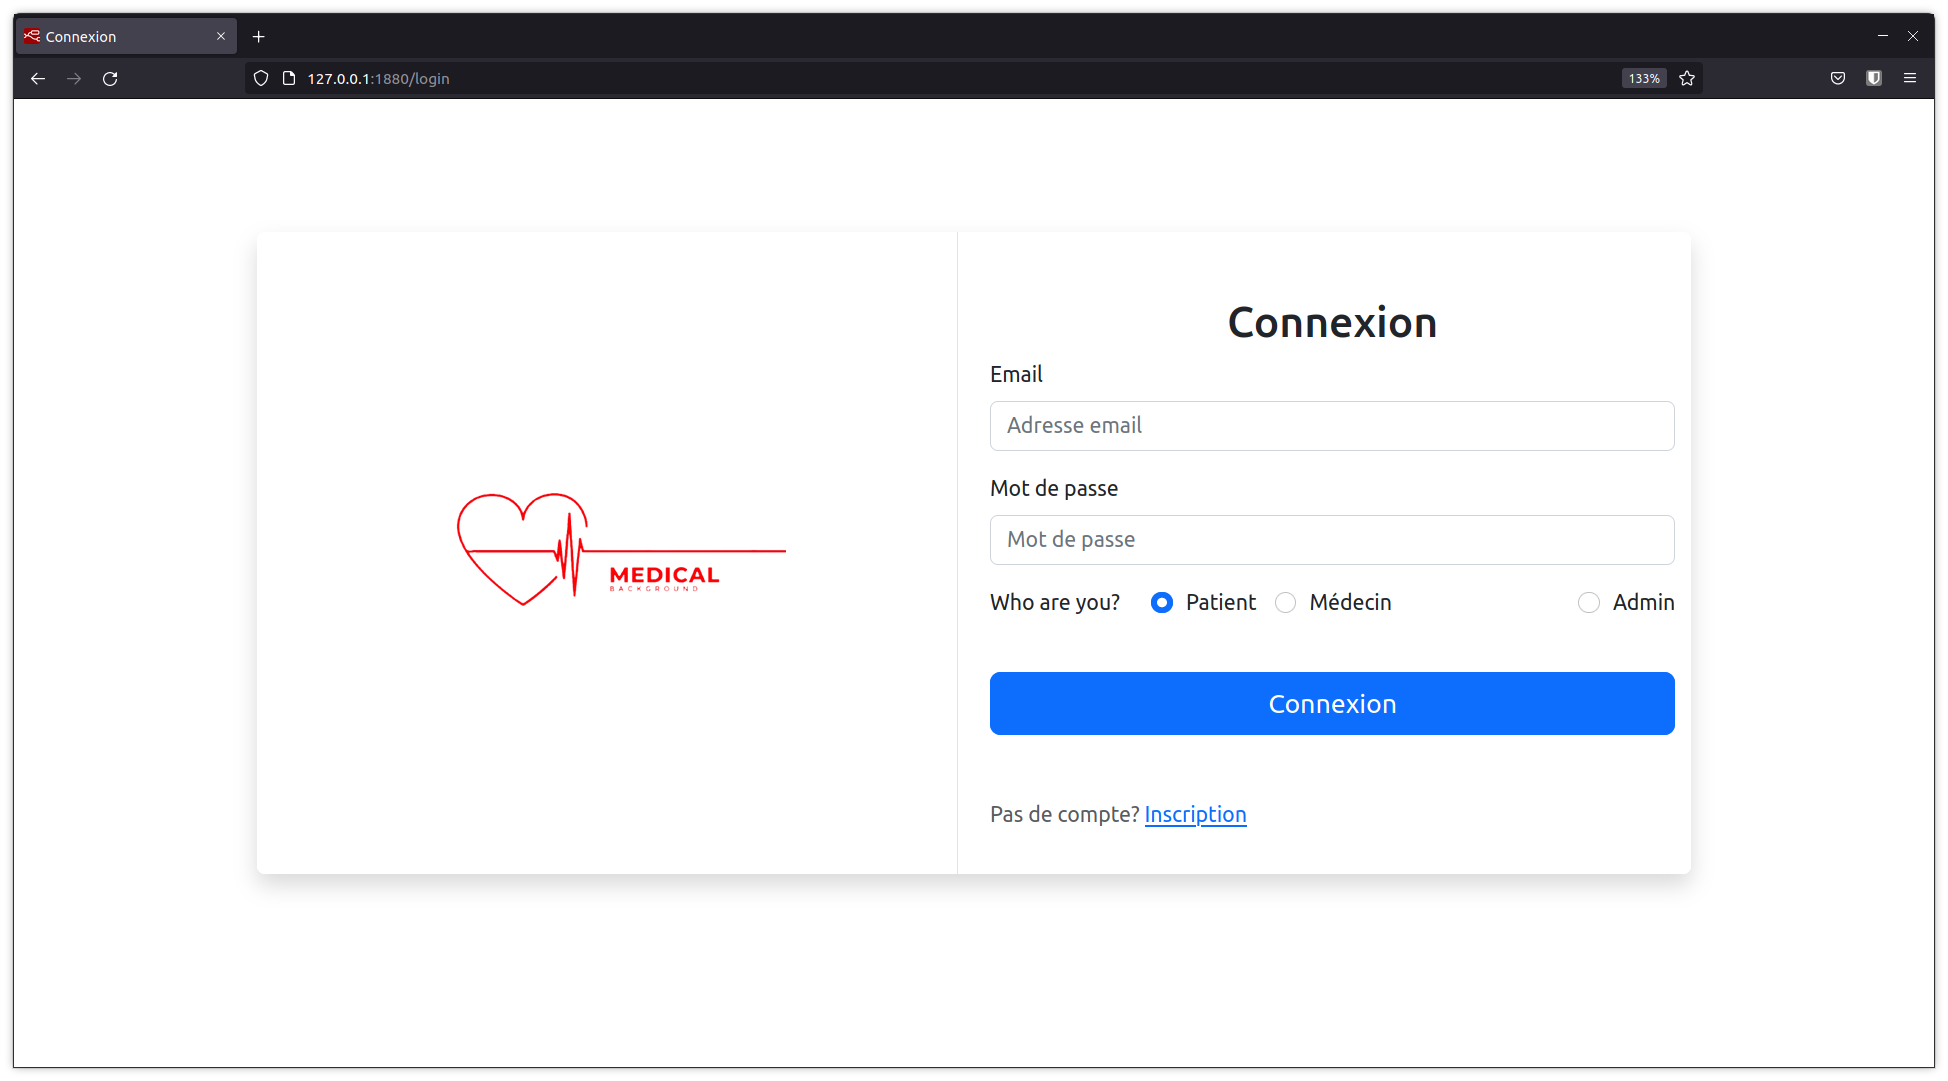 Connexion
127.0.0.1:1880/login
133%
MEDICAL
BACKGROUND
Connexion
Email
Adresse email
Mot de passe
Mot de passe
Who are you? Patient Médecin Admin
Connexion
Pas de compte? Inscription